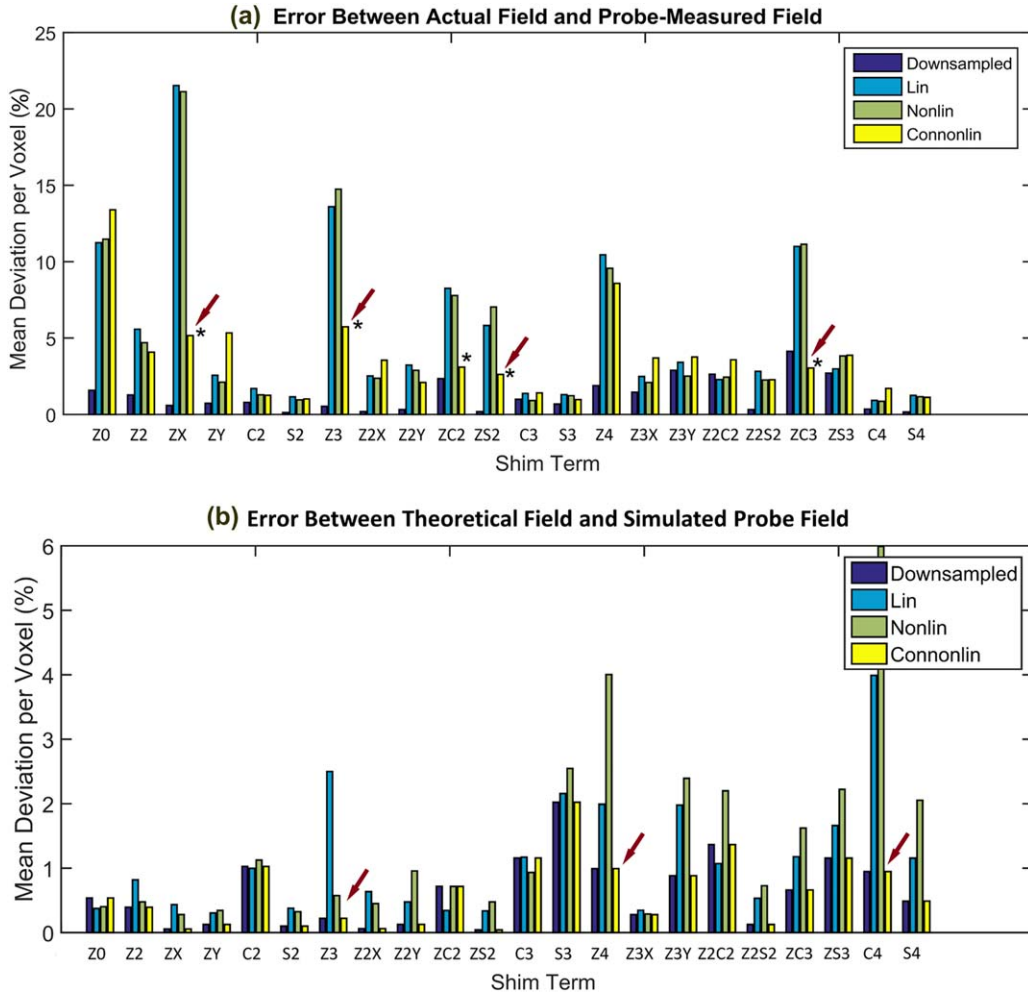 (a) Error Between Actual Field and Probe-Measured Field
25
20
15
10
5
0
Mean Deviation per Voxel (%)
Downsampled
Lin
Nonlin
Connonlin
*
*
*
*
*
Z0 Z2 ZX ZY C2 S2 Z3 Z2X Z2Y ZC2 ZS2 C3 S3 Z4 Z3X Z3Y Z2C2 Z2S2 ZC3 ZS3 C4 S4
Shim Term
(b) Error Between Theoretical Field and Simulated Probe Field
6
5
4
3
2
1
0
Mean Deviation per Voxel (%)
Downsampled
Lin
Nonlin
Connonlin
Z0 Z2 ZX ZY C2 S2 Z3 Z2X Z2Y ZC2 ZS2 C3 S3 Z4 Z3X Z3Y Z2C2 Z2S2 ZC3 ZS3 C4 S4
Shim Term